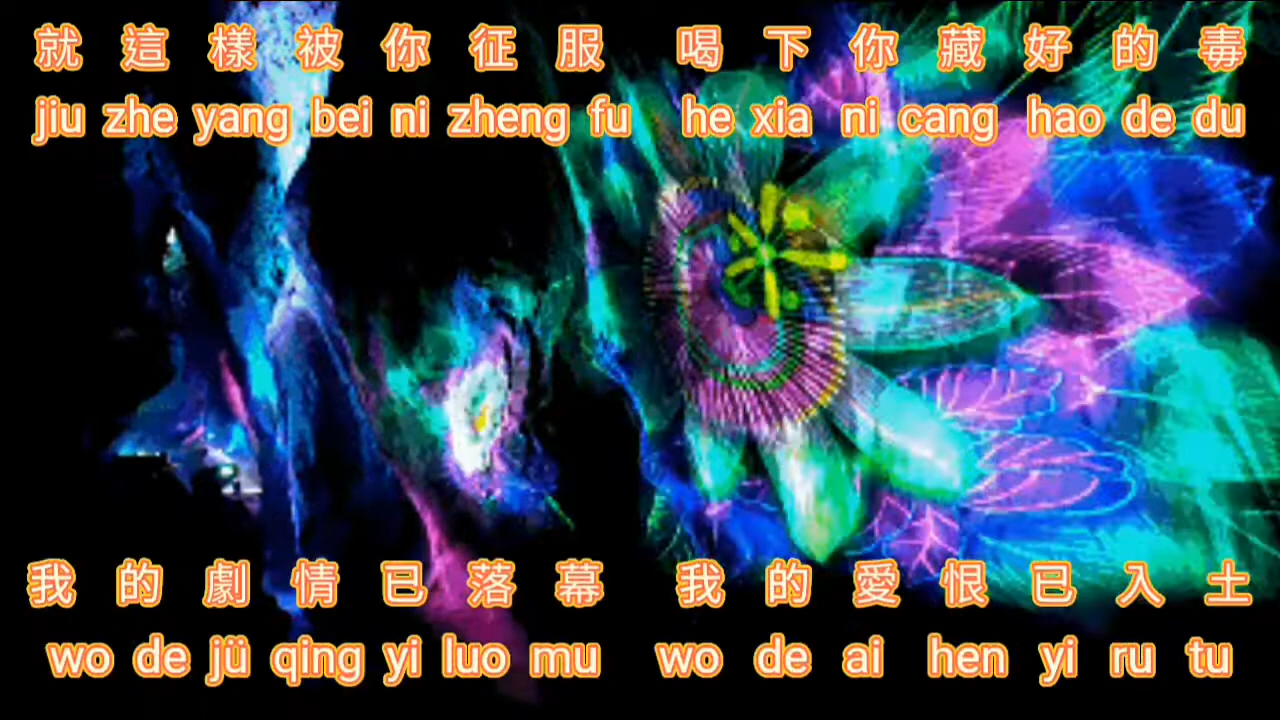 就這樣被你征服 喝下你藏好的毒
jiu zhe yang bei ni zheng fu he xia ni cang hao de du
我的劇情已落幕 我的愛恨已入土
wo de jü qing yi luo mu wo de ai hen yi ru tu